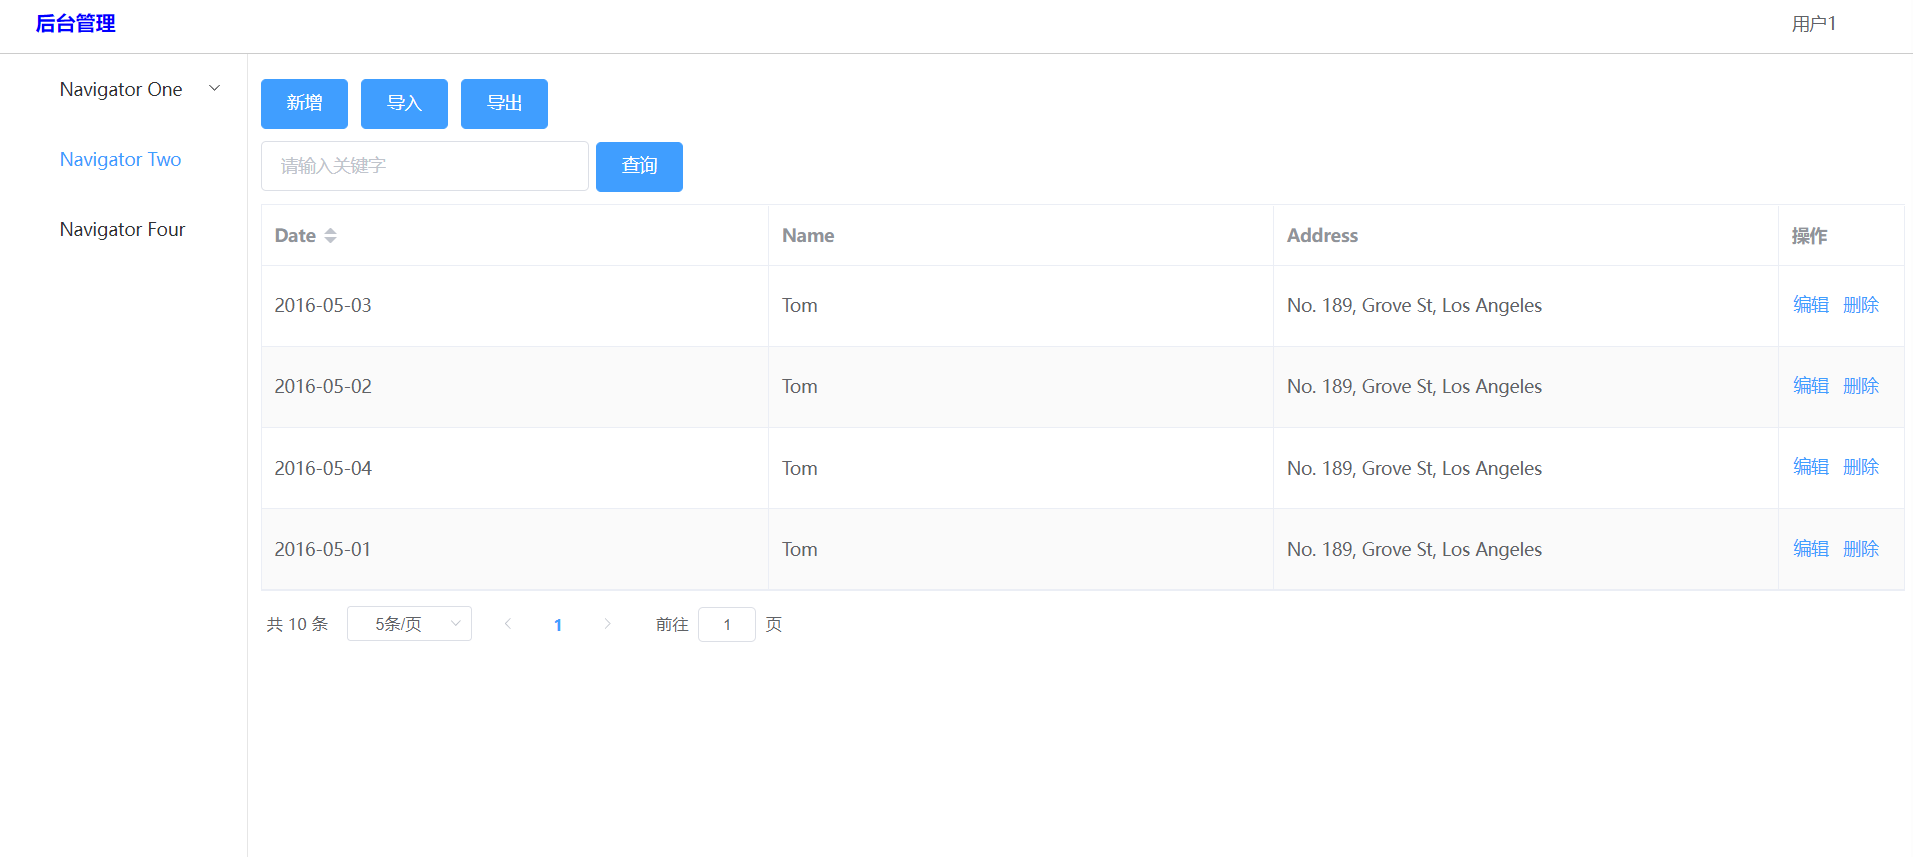 后台管理 用户1
Navigator One
Navigator Two
Navigator Four
新增 导入 导出
请输入关键字 查询
Date Name Address 操作
2016-05-03 Tom No. 189, Grove St, Los Angeles 编辑 删除
2016-05-02 Tom No. 189, Grove St, Los Angeles 编辑 删除
2016-05-04 Tom No. 189, Grove St, Los Angeles 编辑 删除
2016-05-01 Tom No. 189, Grove St, Los Angeles 编辑 删除
共 10 条 5条/页 1 前往 1 页